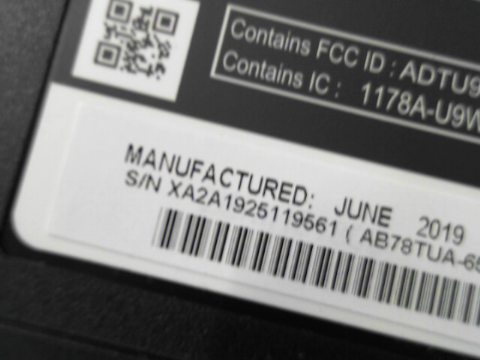 Contains FCC ID : ADTU9
Contains IC : 1178A-U9W
MANUFACTURED: JUNE 2019
S/N XA2A1925119561 ( AB78TUA-65